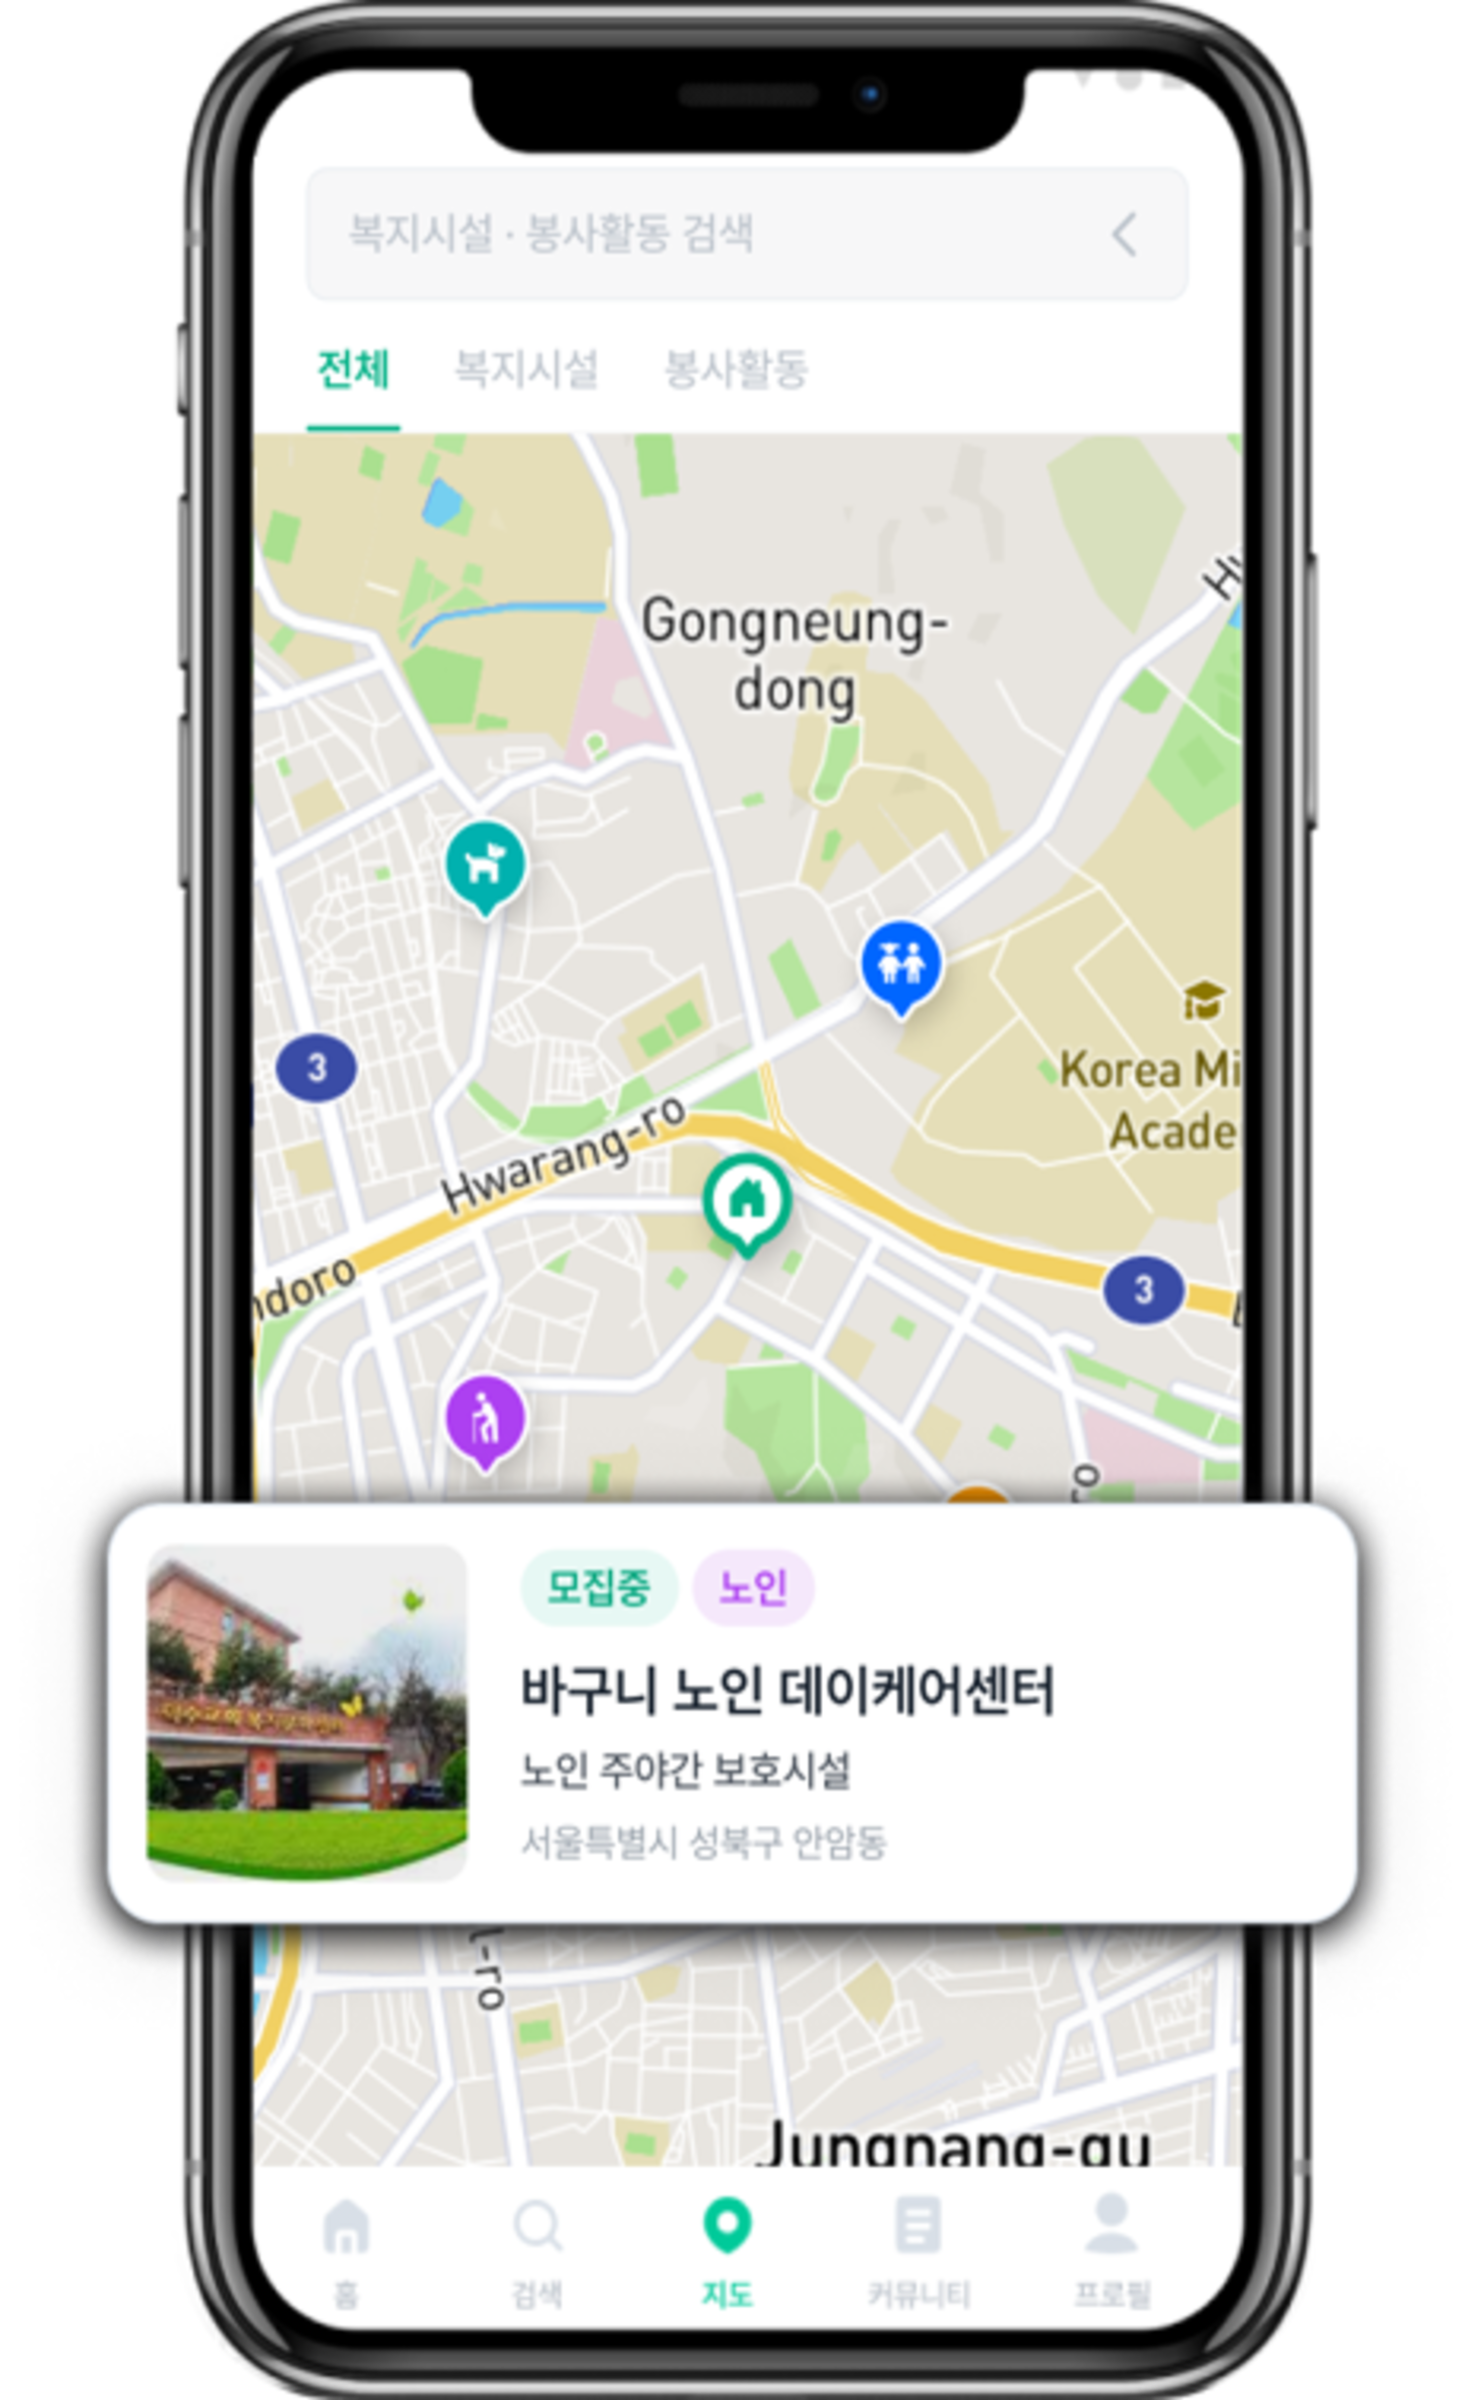 복지시설 · 봉사활동 검색
전체 복지시설 봉사활동
Gongneung-
dong
3
Korea Mi
Acade
Hwarang-ro
ndoro
3
ro
모집중 노인
바구니 노인 데이케어센터
노인 주야간 보호시설
서울특별시 성북구 안암동
l-ro
Jungnang-gu
홈 검색 지도 커뮤니티 프로필